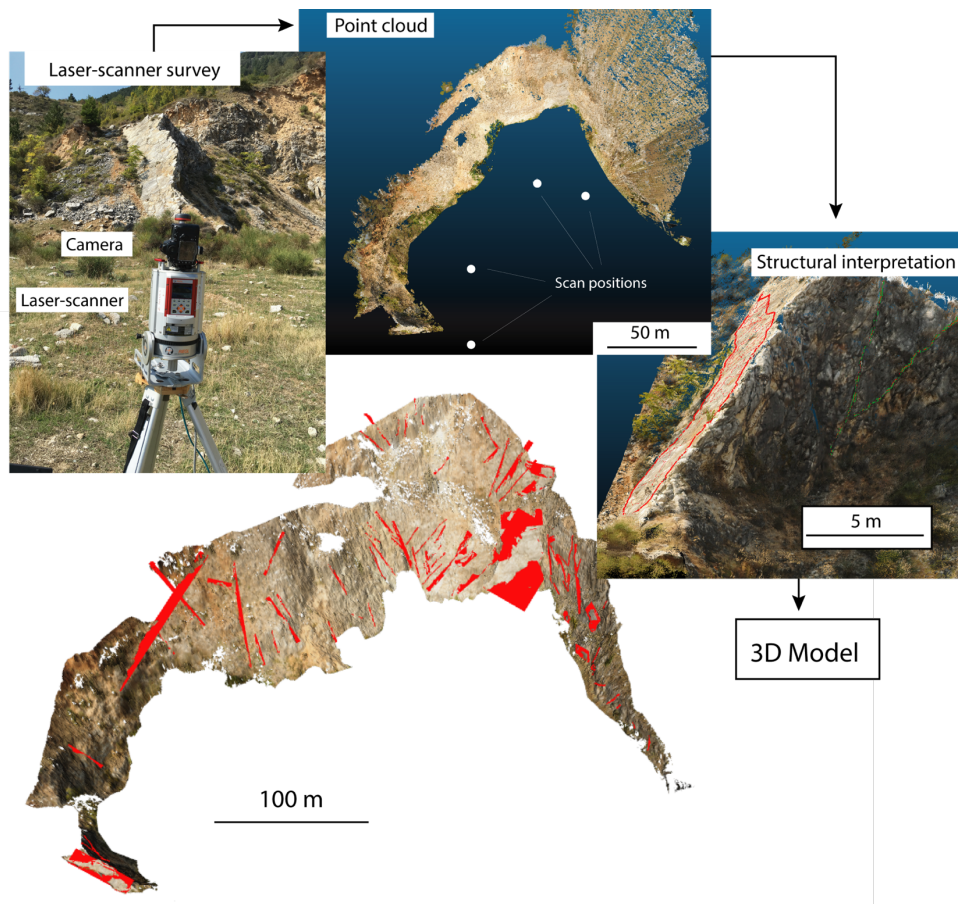 Point cloud
Laser-scanner survey
Camera
Laser-scanner
Scan positions
50 m
Structural interpretation
5 m
3D Model
100 m